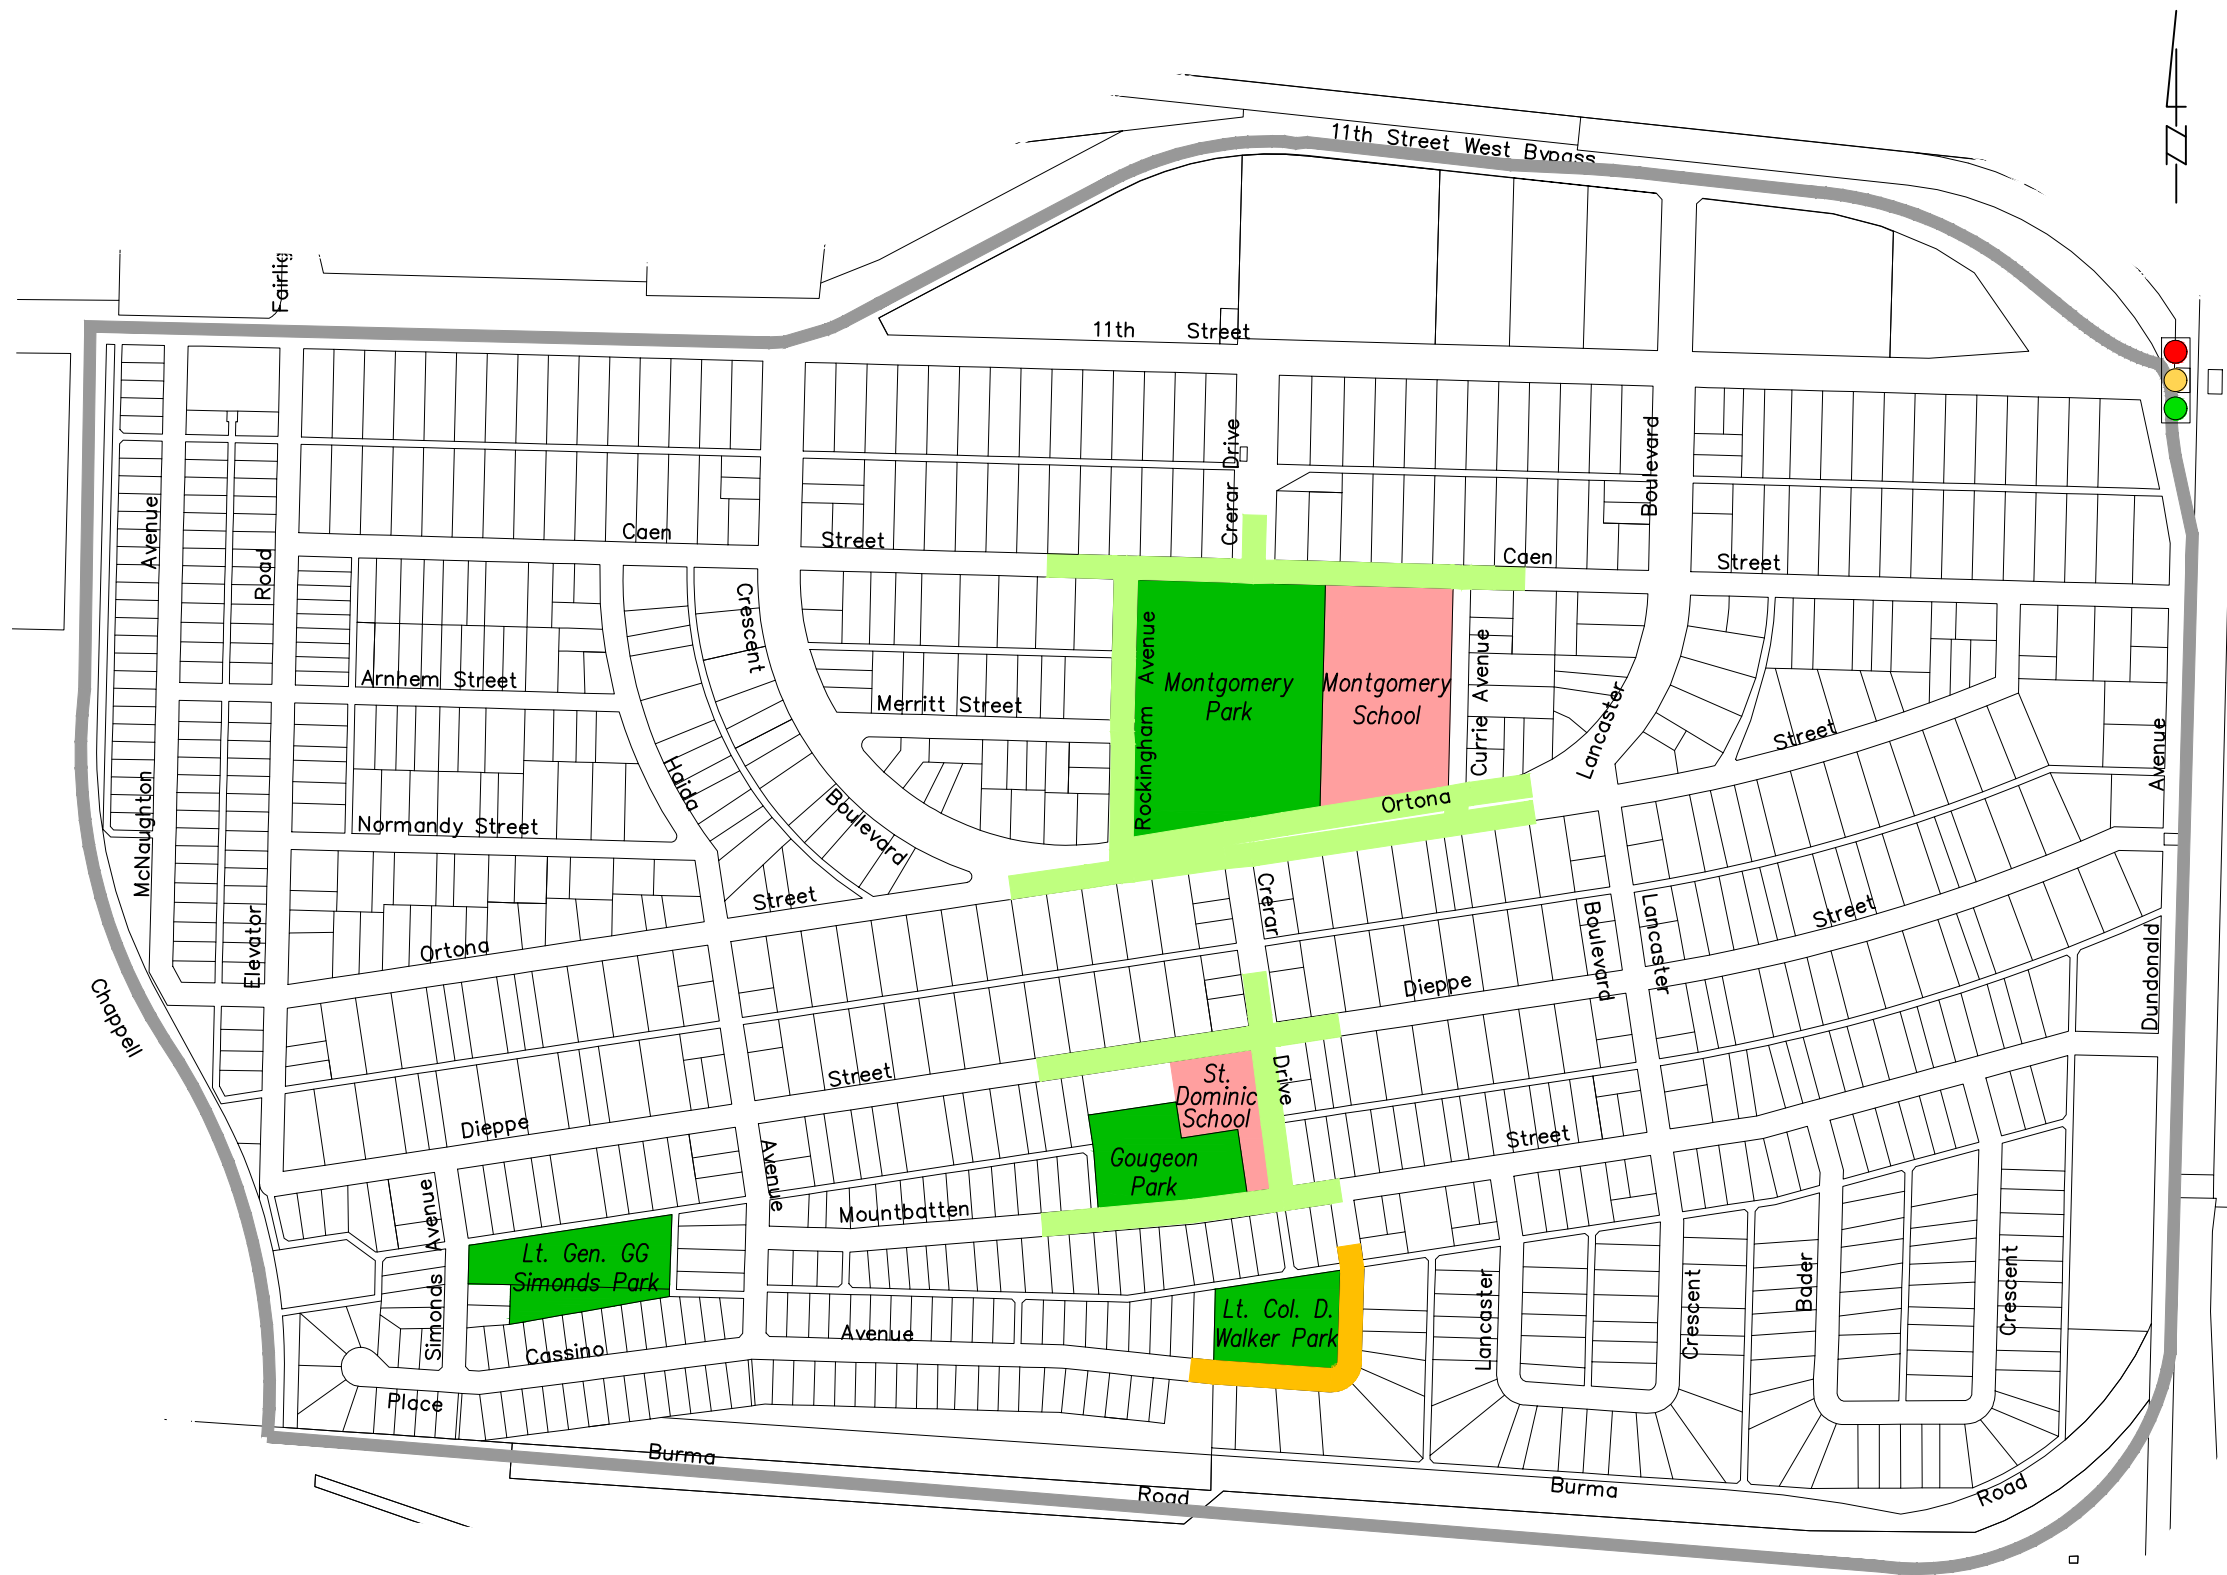 11th Street West Bypass
Fairlig
11th Street
Crerar Drive
Boulevard
Avenue
Road
Caen
Street
Caen
Street
Crescent
Arnhem Street
Merritt Street
Rockingham Avenue
Montgomery
Park
Montgomery
School
Currie Avenue
Lancaster
Street
Avenue
McNaughton
Haida
Boulevard
Normandy Street
Ortona
Street
Ortona
Elevator
Crerar
Boulevard
Lancaster
Street
Dundonald
Chappell
Dieppe
Street
Dieppe
St.
Dominic
School
Drive
Avenue
Avenue
Gougeon
Park
Street
Mountbatten
Lt. Gen. GG
Simonds Park
Simonds
Cassino
Avenue
Lt. Col. D.
Walker Park
Lancaster
Crescent
Bader
Crescent
Place
Burma
Road
Burma
Road